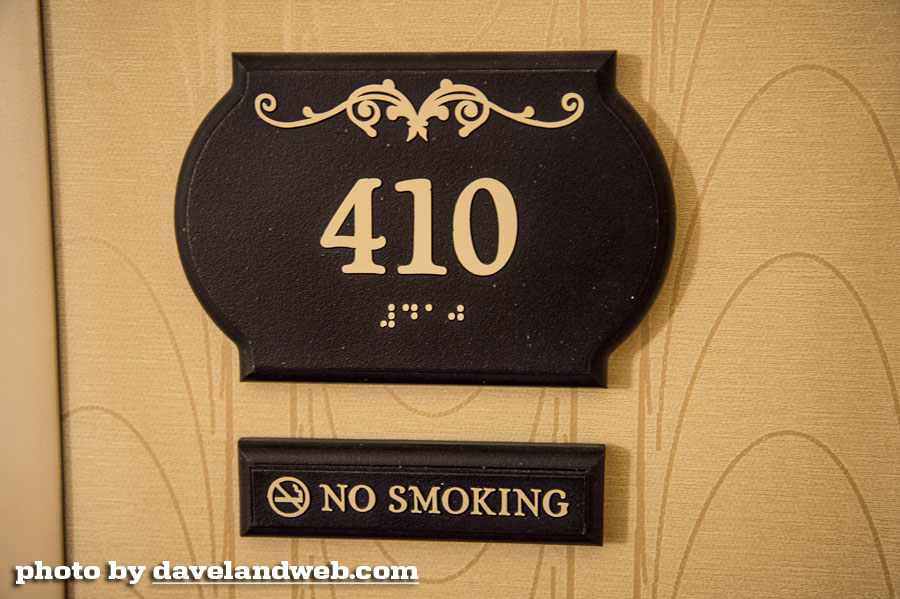 410
⠼⠙⠁⠚
NO SMOKING
photo by davelandweb.com